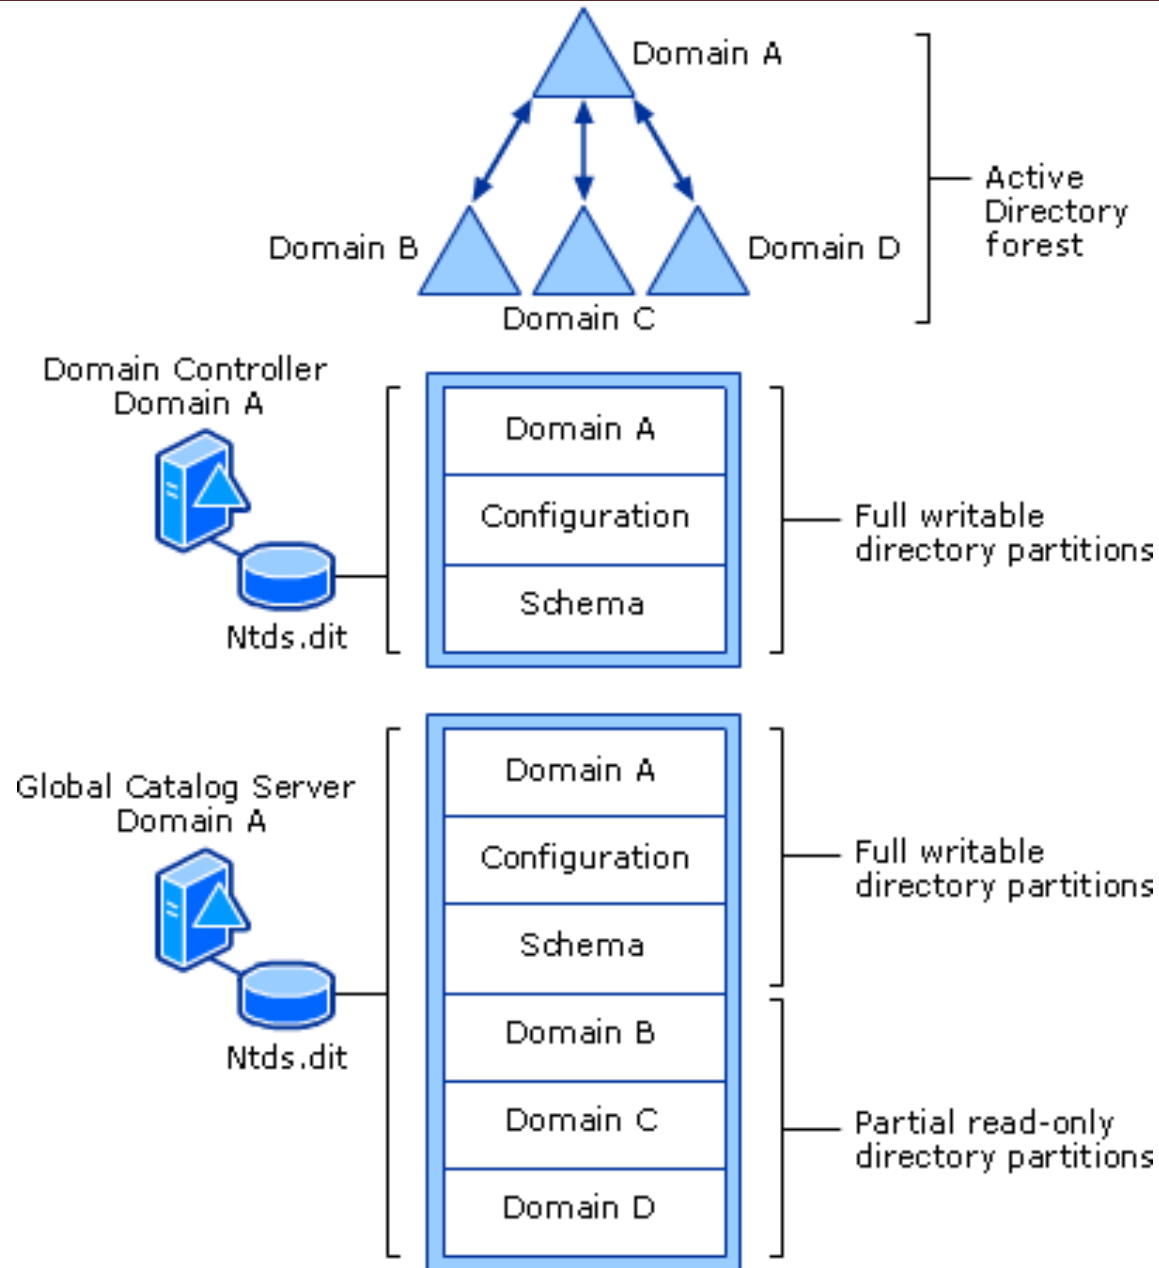 Domain A
Active
Directory
forest
Domain B
Domain D
Domain C
Domain Controller
Domain A
Ntds.dit
Domain A
Configuration
Schema
Full writable
directory partitions
Global Catalog Server
Domain A
Ntds.dit
Domain A
Configuration
Schema
Domain B
Domain C
Domain D
Full writable
directory partitions
Partial read-only
directory partitions